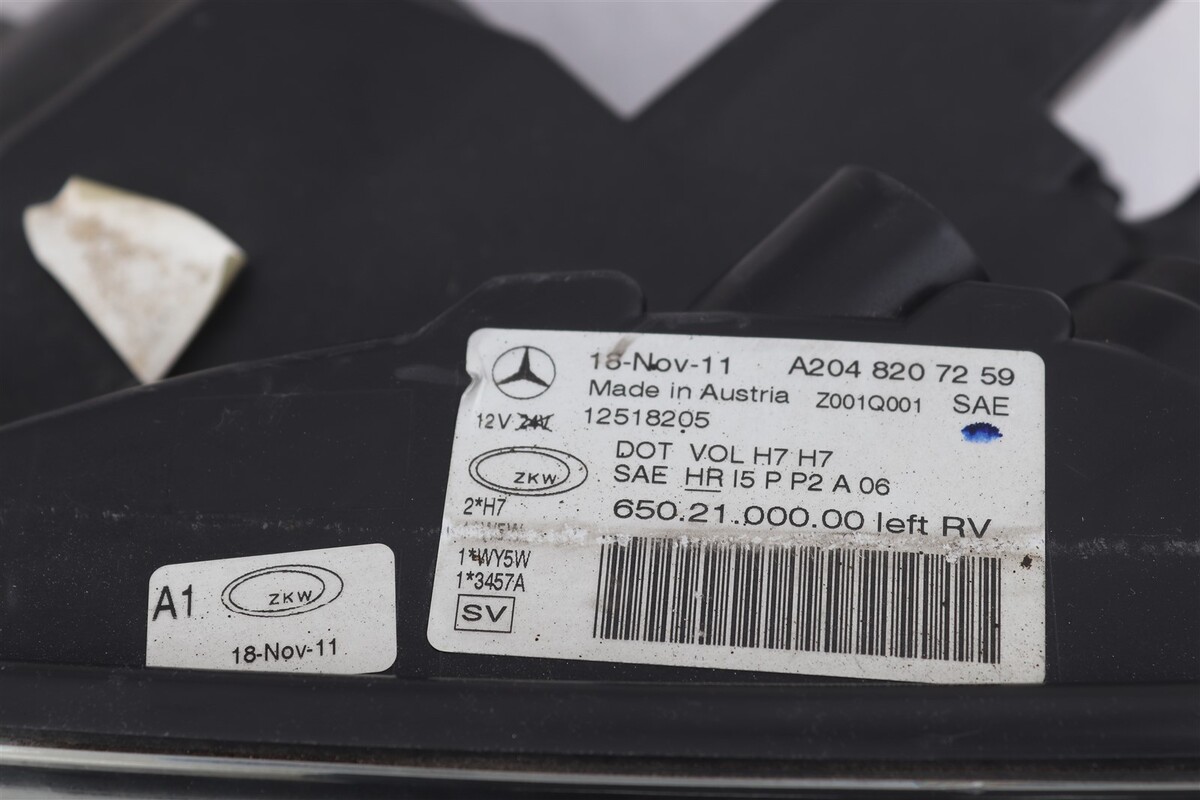 18-Nov-11 A204 820 72 59
Made in Austria Z001Q001 SAE
12V 24V 12518205
DOT VOL H7 H7
ZKW SAE HR I5 P P2 A 06
2*H7 650.21.000.00 left RV
1*WY5W
1*3457A
SV
A1 ZKW
18-Nov-11